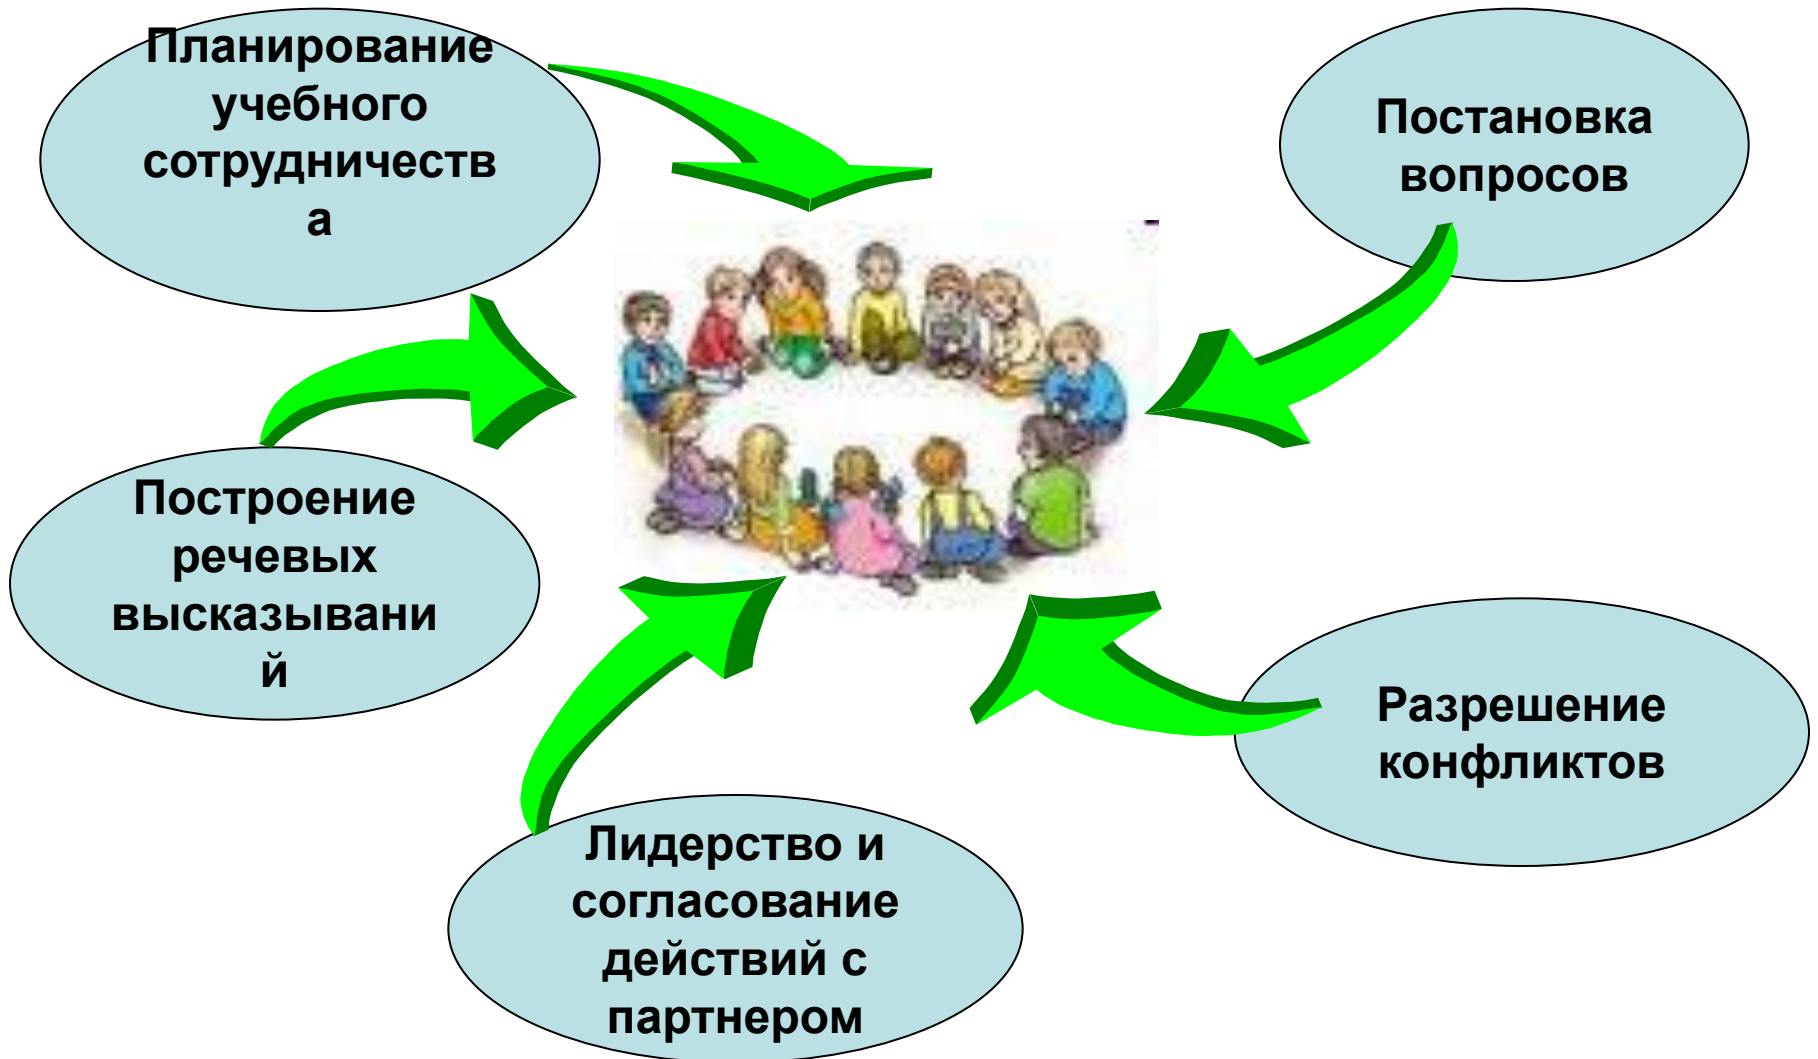 Планирование
учебного
сотрудничеств
а
Постановка
вопросов
Построение
речевых
высказывани
й
Разрешение
конфликтов
Лидерство и
согласование
действий с
партнером